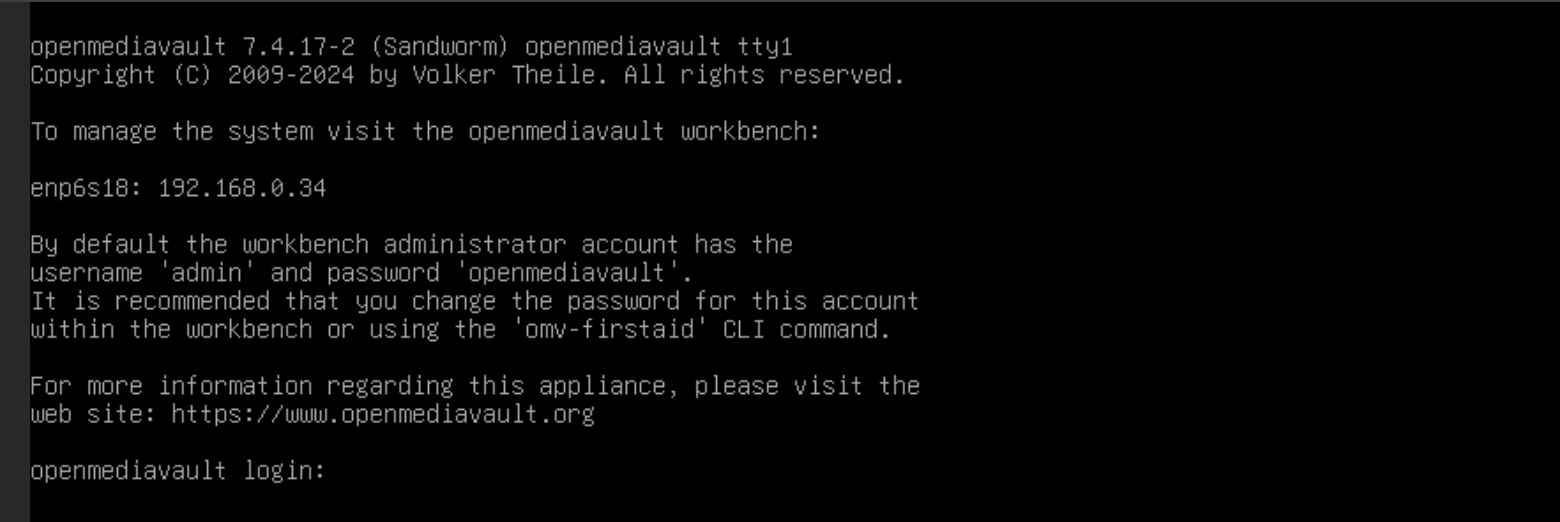 openmediavault 7.4.17-2 (Sandworm) openmediavault tty1
Copyright (C) 2009-2024 by Volker Theile. All rights reserved.
To manage the system visit the openmediavault workbench:
enp6s18: 192.168.0.34
By default the workbench administrator account has the
username 'admin' and password 'openmediavault'.
It is recommended that you change the password for this account
within the workbench or using the 'omv-firstaid' CLI command.
For more information regarding this appliance, please visit the
web site: https://www.openmediavault.org
openmediavault login: